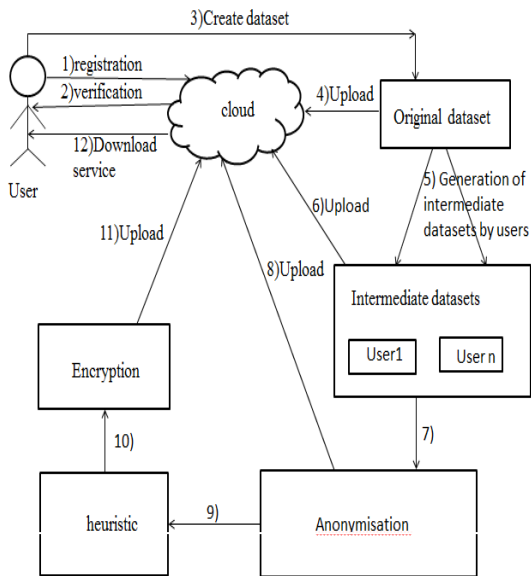 3)Create dataset
1)registration
2)verification
cloud
4)Upload
Original dataset
12)Download
service
User
5) Generation of
intermediate
datasets by users
6)Upload
11)Upload
8)Upload
Intermediate datasets
User1
User n
Encryption
7)
10)
heuristic
9)
Anonymisation